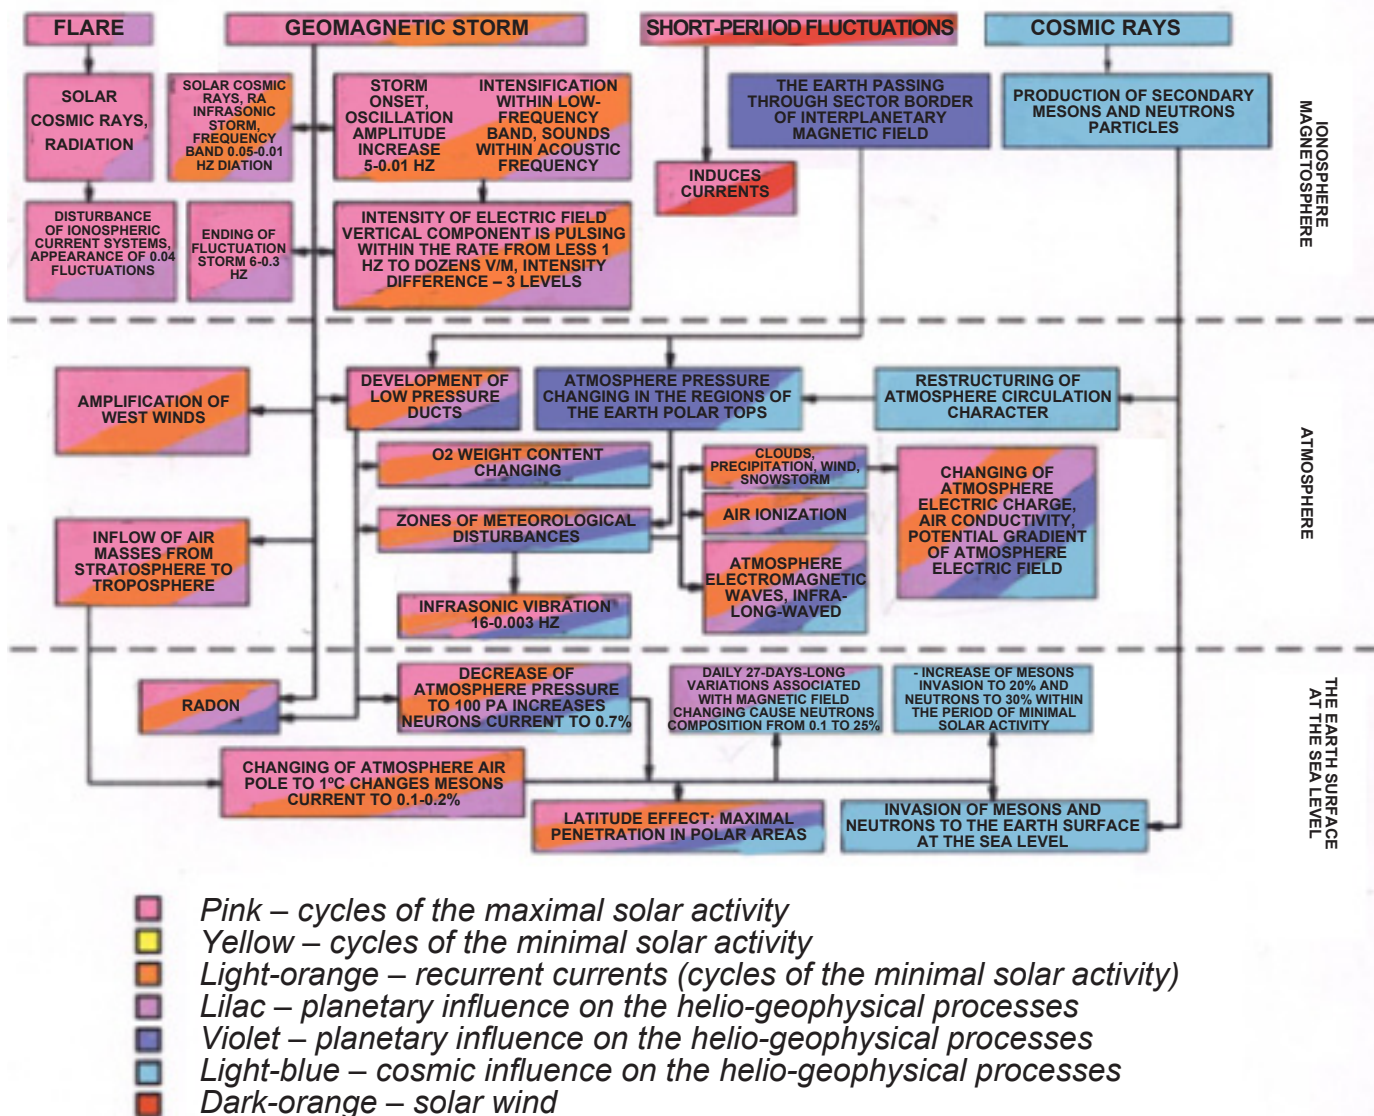 FLARE
GEOMAGNETIC STORM
SHORT-PERIOD FLUCTUATIONS
COSMIC RAYS
SOLAR
COSMIC RAYS,
RADIATION
SOLAR COSMIC
RAYS, RA
INFRASONIC
STORM,
FREQUENCY
BAND 0.05-0.01
HZ DIATION
STORM
ONSET,
OSCILLATION
AMPLITUDE
INCREASE
5-0.01 HZ
INTENSIFICATION
WITHIN LOW-
FREQUENCY
BAND, SOUNDS
WITHIN ACOUSTIC
FREQUENCY
THE EARTH PASSING
THROUGH SECTOR BORDER
OF INTERPLANETARY
MAGNETIC FIELD
PRODUCTION OF SECONDARY
MESONS AND NEUTRONS
PARTICLES
INDUCES
CURRENTS
DISTURBANCE
OF IONOSPHERIC
CURRENT SYSTEMS,
APPEARANCE OF 0.04
FLUCTUATIONS
ENDING OF
FLUCTUATION
STORM 6-0.3
HZ
INTENSITY OF ELECTRIC FIELD
VERTICAL COMPONENT IS PULSING
WITHIN THE RATE FROM LESS 1
HZ TO DOZENS V/M, INTENSITY
DIFFERENCE – 3 LEVELS
IONOSPHERE
MAGNETOSPHERE
AMPLIFICATION OF
WEST WINDS
DEVELOPMENT OF
LOW PRESSURE
DUCTS
ATMOSPHERE PRESSURE
CHANGING IN THE REGIONS OF
THE EARTH POLAR TOPS
RESTRUCTURING OF
ATMOSPHERE CIRCULATION
CHARACTER
O2 WEIGHT CONTENT
CHANGING
CLOUDS,
PRECIPITATION, WIND,
SNOWSTORM
CHANGING OF
ATMOSPHERE
ELECTRIC CHARGE,
AIR CONDUCTIVITY,
POTENTIAL GRADIENT
OF ATMOSPHERE
ELECTRIC FIELD
AIR IONIZATION
ZONES OF METEOROLOGICAL
DISTURBANCES
INFLOW OF AIR
MASSES FROM
STRATOSPHERE TO
TROPOSPHERE
ATMOSPHERE
ELECTROMAGNETIC
WAVES, INFRA-
LONG-WAVED
INFRASONIC VIBRATION
16-0.003 HZ
ATMOSPHERE
RADON
DECREASE OF
ATMOSPHERE PRESSURE
TO 100 PA INCREASES
NEURONS CURRENT TO 0.7%
DAILY 27-DAYS-LONG
VARIATIONS ASSOCIATED
WITH MAGNETIC FIELD
CHANGING CAUSE NEUTRONS
COMPOSITION FROM 0.1 TO 25%
- INCREASE OF MESONS
INVASION TO 20% AND
NEUTRONS TO 30% WITHIN
THE PERIOD OF MINIMAL
SOLAR ACTIVITY
CHANGING OF ATMOSPHERE AIR
POLE TO 1ºC CHANGES MESONS
CURRENT TO 0.1-0.2%
LATITUDE EFFECT: MAXIMAL
PENETRATION IN POLAR AREAS
INVASION OF MESONS AND
NEUTRONS TO THE EARTH SURFACE
AT THE SEA LEVEL
THE EARTH SURFACE
AT THE SEA LEVEL
Pink – cycles of the maximal solar activity
Yellow – cycles of the minimal solar activity
Light-orange – recurrent currents (cycles of the minimal solar activity)
Lilac – planetary influence on the helio-geophysical processes
Violet – planetary influence on the helio-geophysical processes
Light-blue – cosmic influence on the helio-geophysical processes
Dark-orange – solar wind